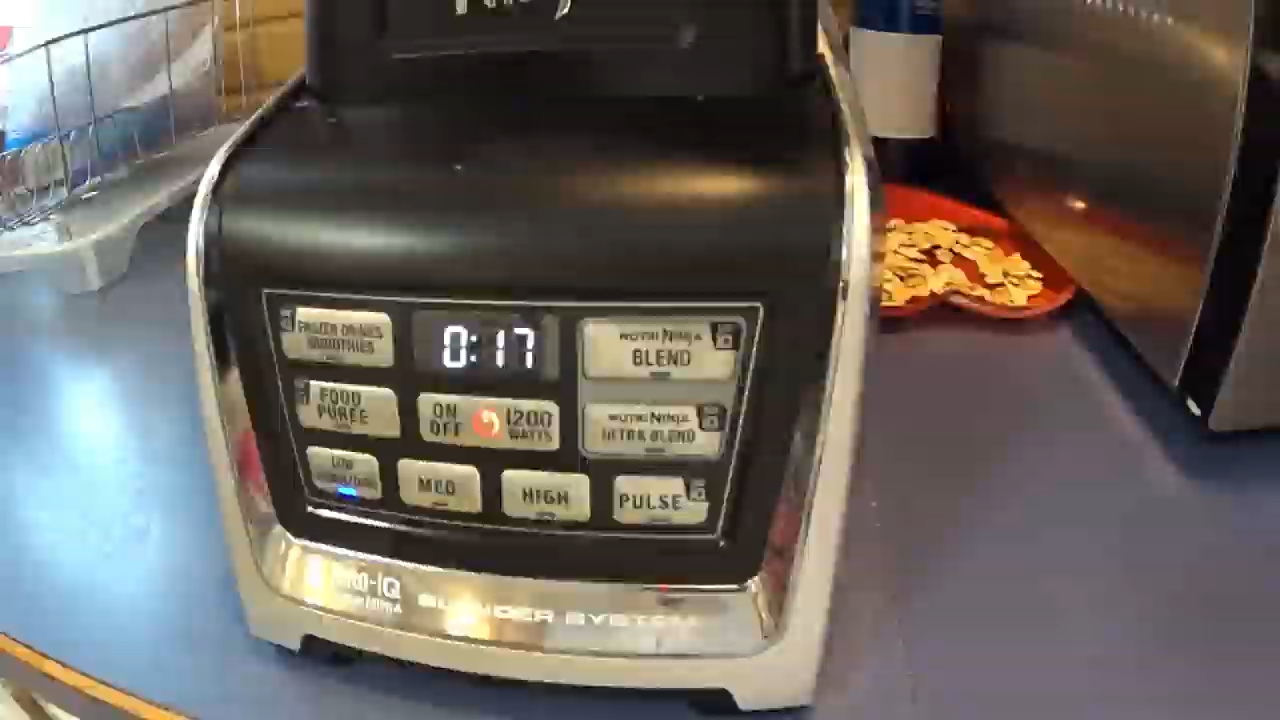 FROZEN DRINKS
SMOOTHIES
0:17
NUTRI NINJA
BLEND
FOOD
PUREE
ON
OFF
1200
WATTS
NUTRI NINJA
ULTRA BLEND
LOW
MED
HIGH
PULSE
BLENDER SYSTEM